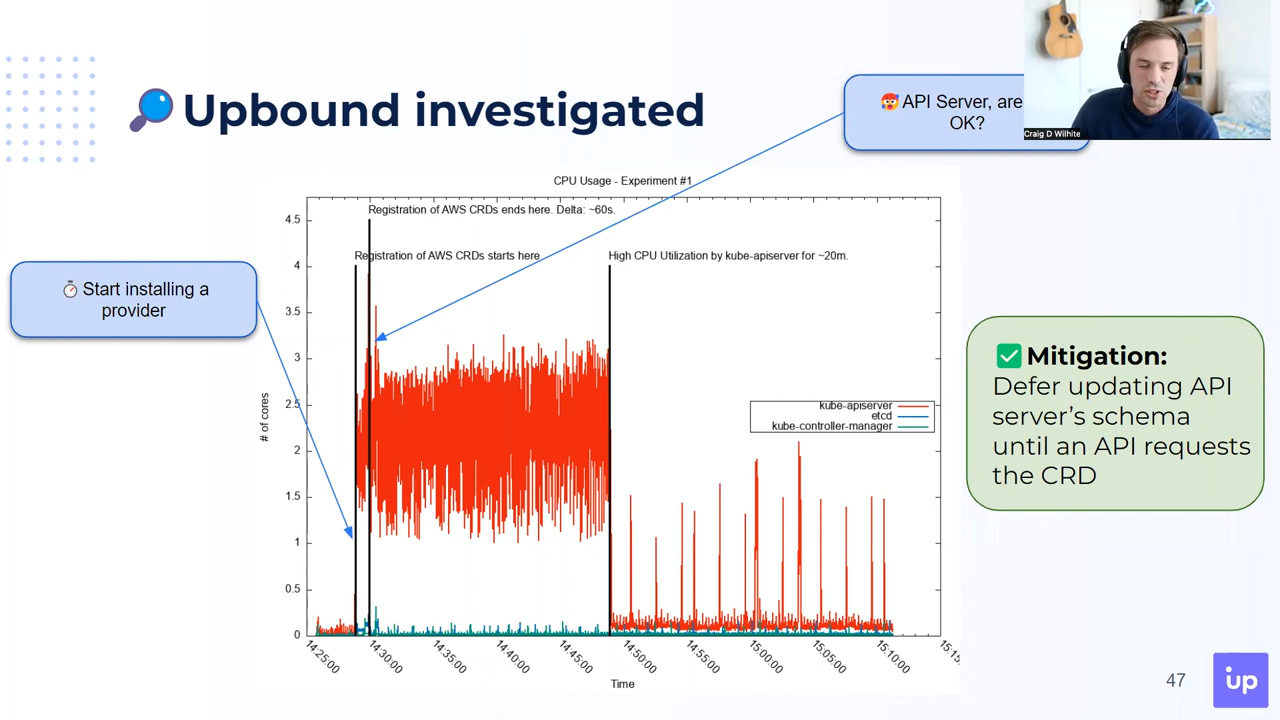 Upbound investigated
API Server, are
OK?
Craig D Wilhite
CPU Usage - Experiment #1
Registration of AWS CRDs ends here. Delta: ~60s.
Registration of AWS CRDs starts here
High CPU Utilization by kube-apiserver for ~20m.
Start installing a
provider
Mitigation:
Defer updating API
server's schema
until an API requests
the CRD
# of cores
4.5
4
3.5
3
2.5
2
1.5
1
0.5
0
kube-apiserver
etcd
kube-controller-manager
14:25:00
14:30:00
14:35:00
14:40:00
14:45:00
14:50:00
14:55:00
15:00:00
15:05:00
15:10:00
Time
47
up